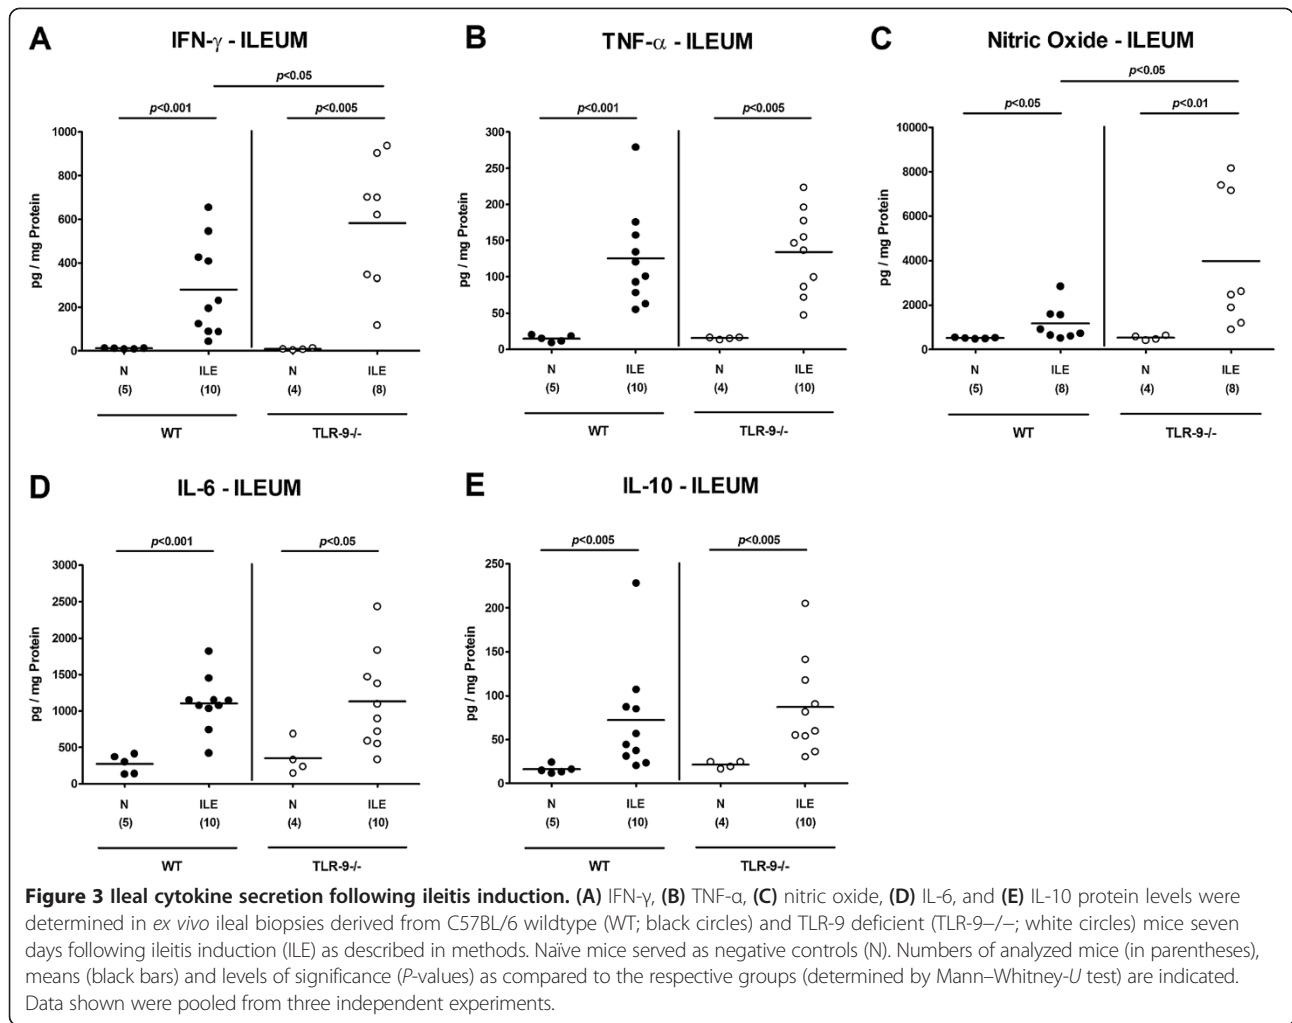 A
IFN-γ - ILEUM
p<0.05
p<0.001
p<0.005
1000
800
600
400
200
0
pg / mg Protein
N
ILE
N
ILE
(5)
(10)
(4)
(8)
WT
TLR-9-/-
B
TNF-α - ILEUM
p<0.001
p<0.005
300
250
200
150
100
50
0
pg / mg Protein
N
ILE
N
ILE
(5)
(10)
(4)
(10)
WT
TLR-9-/-
C
Nitric Oxide - ILEUM
p<0.05
p<0.05
p<0.01
10000
8000
6000
4000
2000
0
pg / mg Protein
N
ILE
N
ILE
(5)
(8)
(4)
(8)
WT
TLR-9-/-
D
IL-6 - ILEUM
p<0.001
p<0.05
3000
2500
2000
1500
1000
500
0
pg / mg Protein
N
ILE
N
ILE
(5)
(10)
(4)
(10)
WT
TLR-9-/-
E
IL-10 - ILEUM
p<0.005
p<0.005
250
200
150
100
50
0
pg / mg Protein
N
ILE
N
ILE
(5)
(10)
(4)
(10)
WT
TLR-9-/-
Figure 3 Ileal cytokine secretion following ileitis induction. (A) IFN-γ, (B) TNF-α, (C) nitric oxide, (D) IL-6, and (E) IL-10 protein levels were
determined in ex vivo ileal biopsies derived from C57BL/6 wildtype (WT; black circles) and TLR-9 deficient (TLR-9−/−; white circles) mice seven
days following ileitis induction (ILE) as described in methods. Naïve mice served as negative controls (N). Numbers of analyzed mice (in parentheses),
means (black bars) and levels of significance (P-values) as compared to the respective groups (determined by Mann–Whitney-U test) are indicated.
Data shown were pooled from three independent experiments.